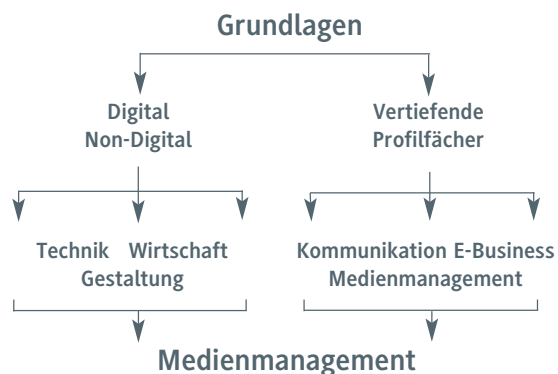 Grundlagen
Digital
Non-Digital
Vertiefende
Profilfächer
Technik Wirtschaft
Gestaltung
Kommunikation E-Business
Medienmanagement
Medienmanagement